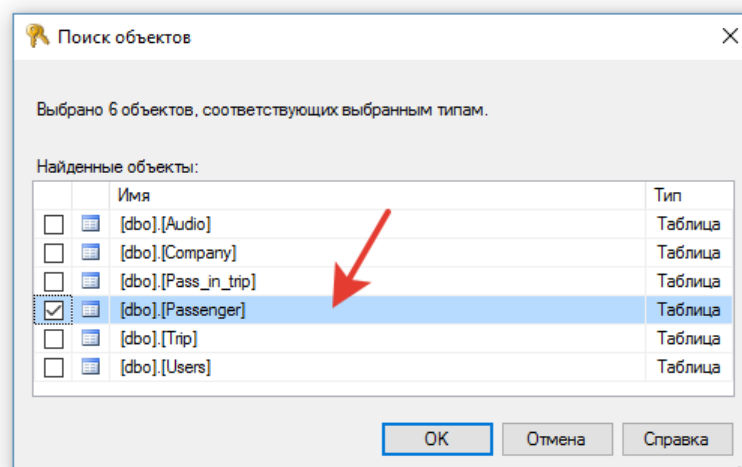 Поиск объектов
Выбрано 6 объектов, соответствующих выбранным типам.
Найденные объекты:
Имя Тип
[dbo].[Audio] Таблица
[dbo].[Company] Таблица
[dbo].[Pass_in_trip] Таблица
[dbo].[Passenger] Таблица
[dbo].[Trip] Таблица
[dbo].[Users] Таблица
OK Отмена Справка